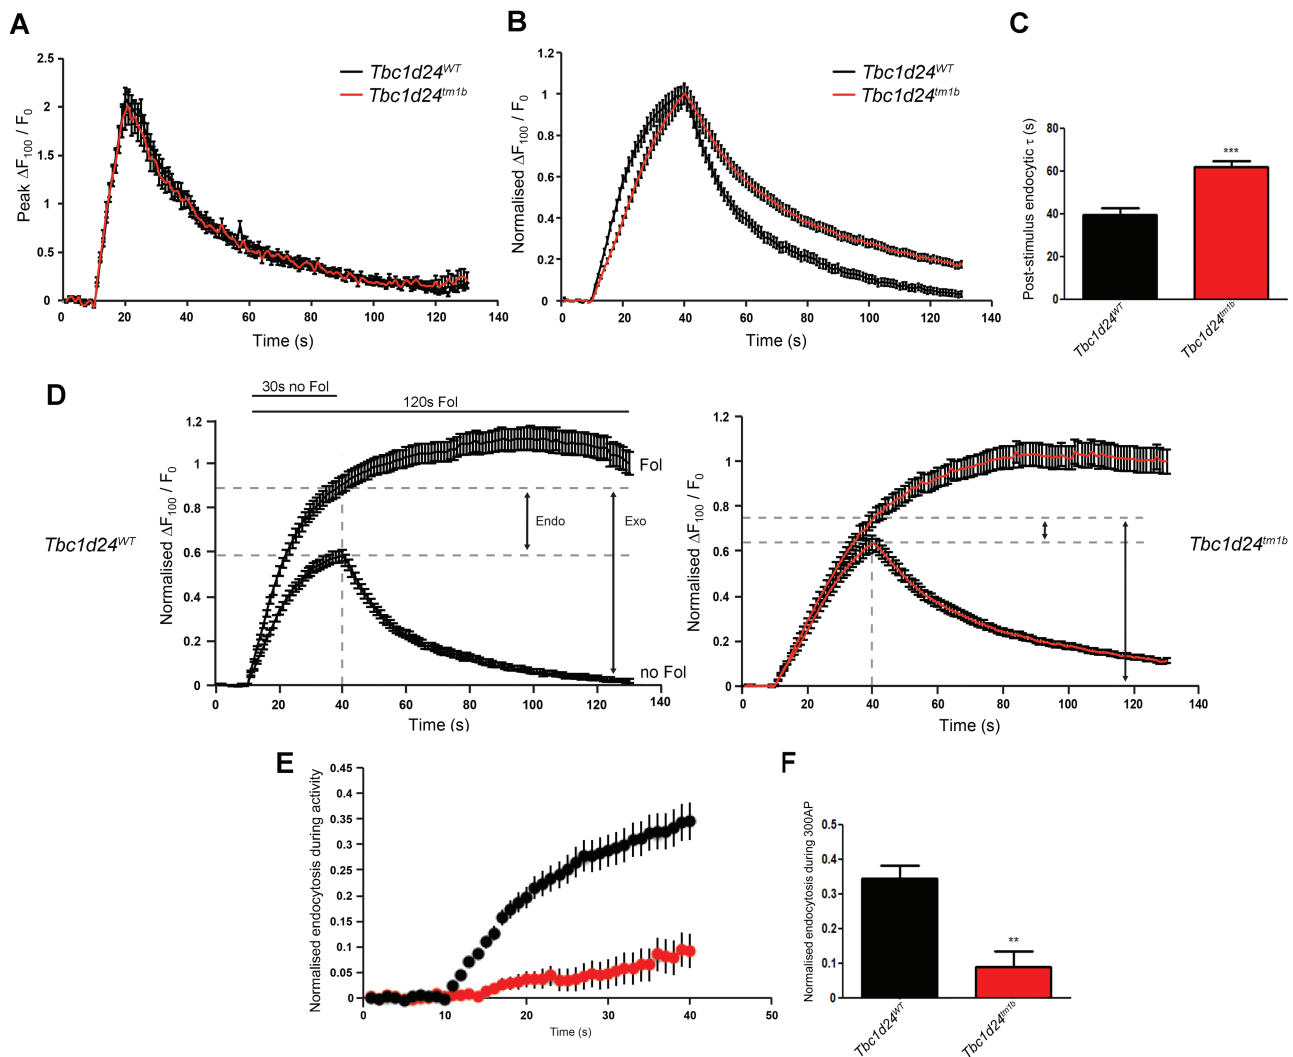 A
B
C
2.5
2
1.5
1
0.5
0
Peak ΔF100 / F0
Tbc1d24WT
Tbc1d24tm1b
0 20 40 60 80 100 120 140
Time (s)
1.2
1
0.8
0.6
0.4
0.2
0
Normalised ΔF100 / F0
Tbc1d24WT
Tbc1d24tm1b
0 20 40 60 80 100 120 140
Time (s)
80
60
40
20
0
Post-stimulus endocytic τ (s)
***
Tbc1d24WT
Tbc1d24tm1b
D
30s no Fol
120s Fol
Tbc1d24WT
1.2
1
0.8
0.6
0.4
0.2
0
Normalised ΔF100 / F0
Fol
Endo
Exo
no Fol
0 20 40 60 80 100 120 140
Time (s)
1.2
1
0.8
0.6
0.4
0.2
0
Normalised ΔF100 / F0
Tbc1d24tm1b
0 20 40 60 80 100 120 140
Time (s)
E
0.45
0.4
0.35
0.3
0.25
0.2
0.15
0.1
0.05
0
Normalised endocytosis during activity
0 10 20 30 40 50
Time (s)
F
0.5
0.4
0.3
0.2
0.1
0
Normalised endocytosis during 300AP
**
Tbc1d24WT
Tbc1d24tm1b